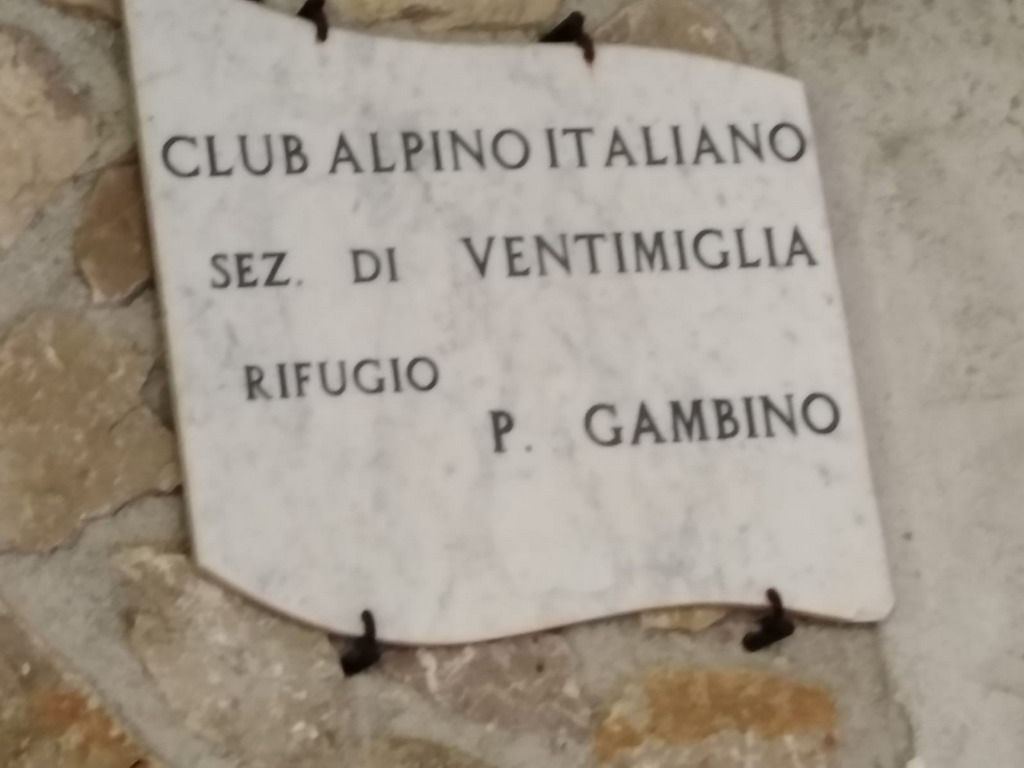 CLUB ALPINO ITALIANO
SEZ. DI VENTIMIGLIA
RIFUGIO
P. GAMBINO